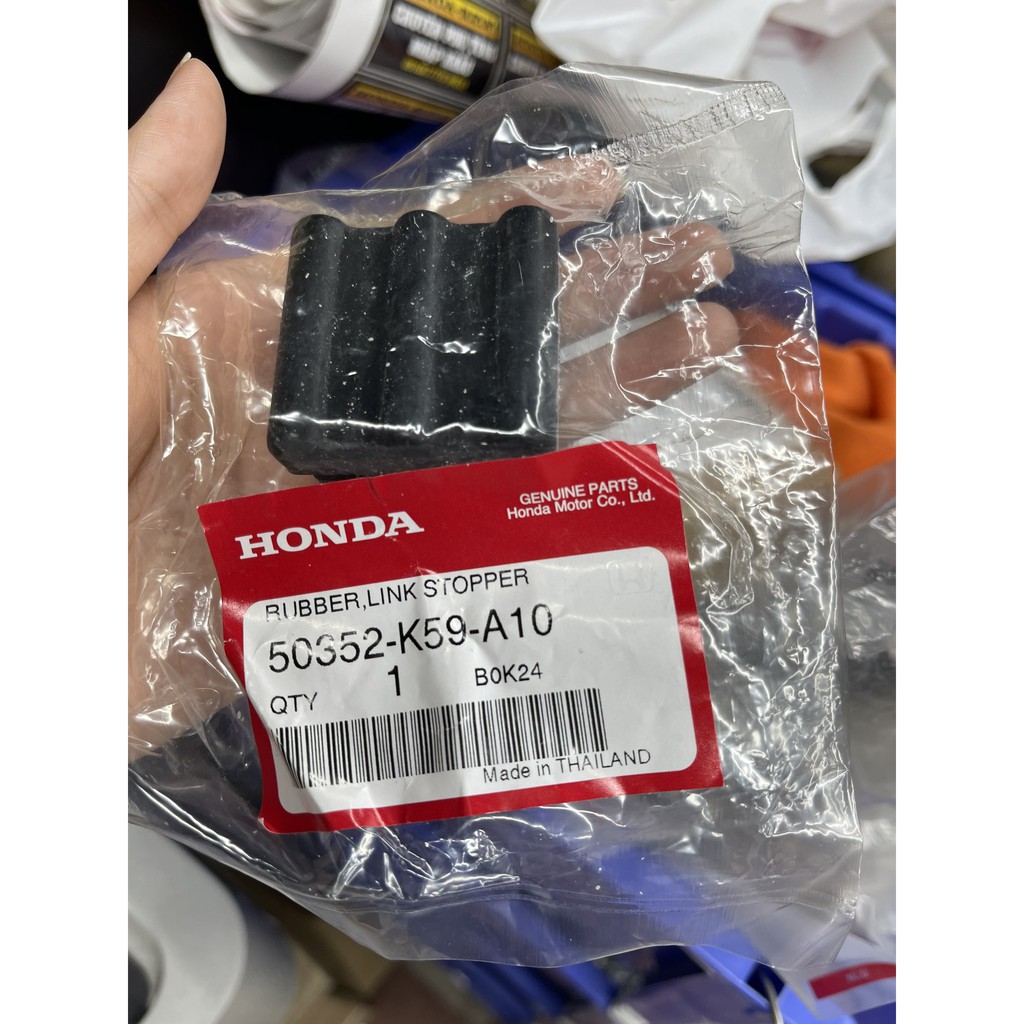 HONDA
GENUINE PARTS
Honda Motor Co., Ltd.
RUBBER,LINK STOPPER
50352-K59-A10
QTY 1 B0K24
Made in THAILAND